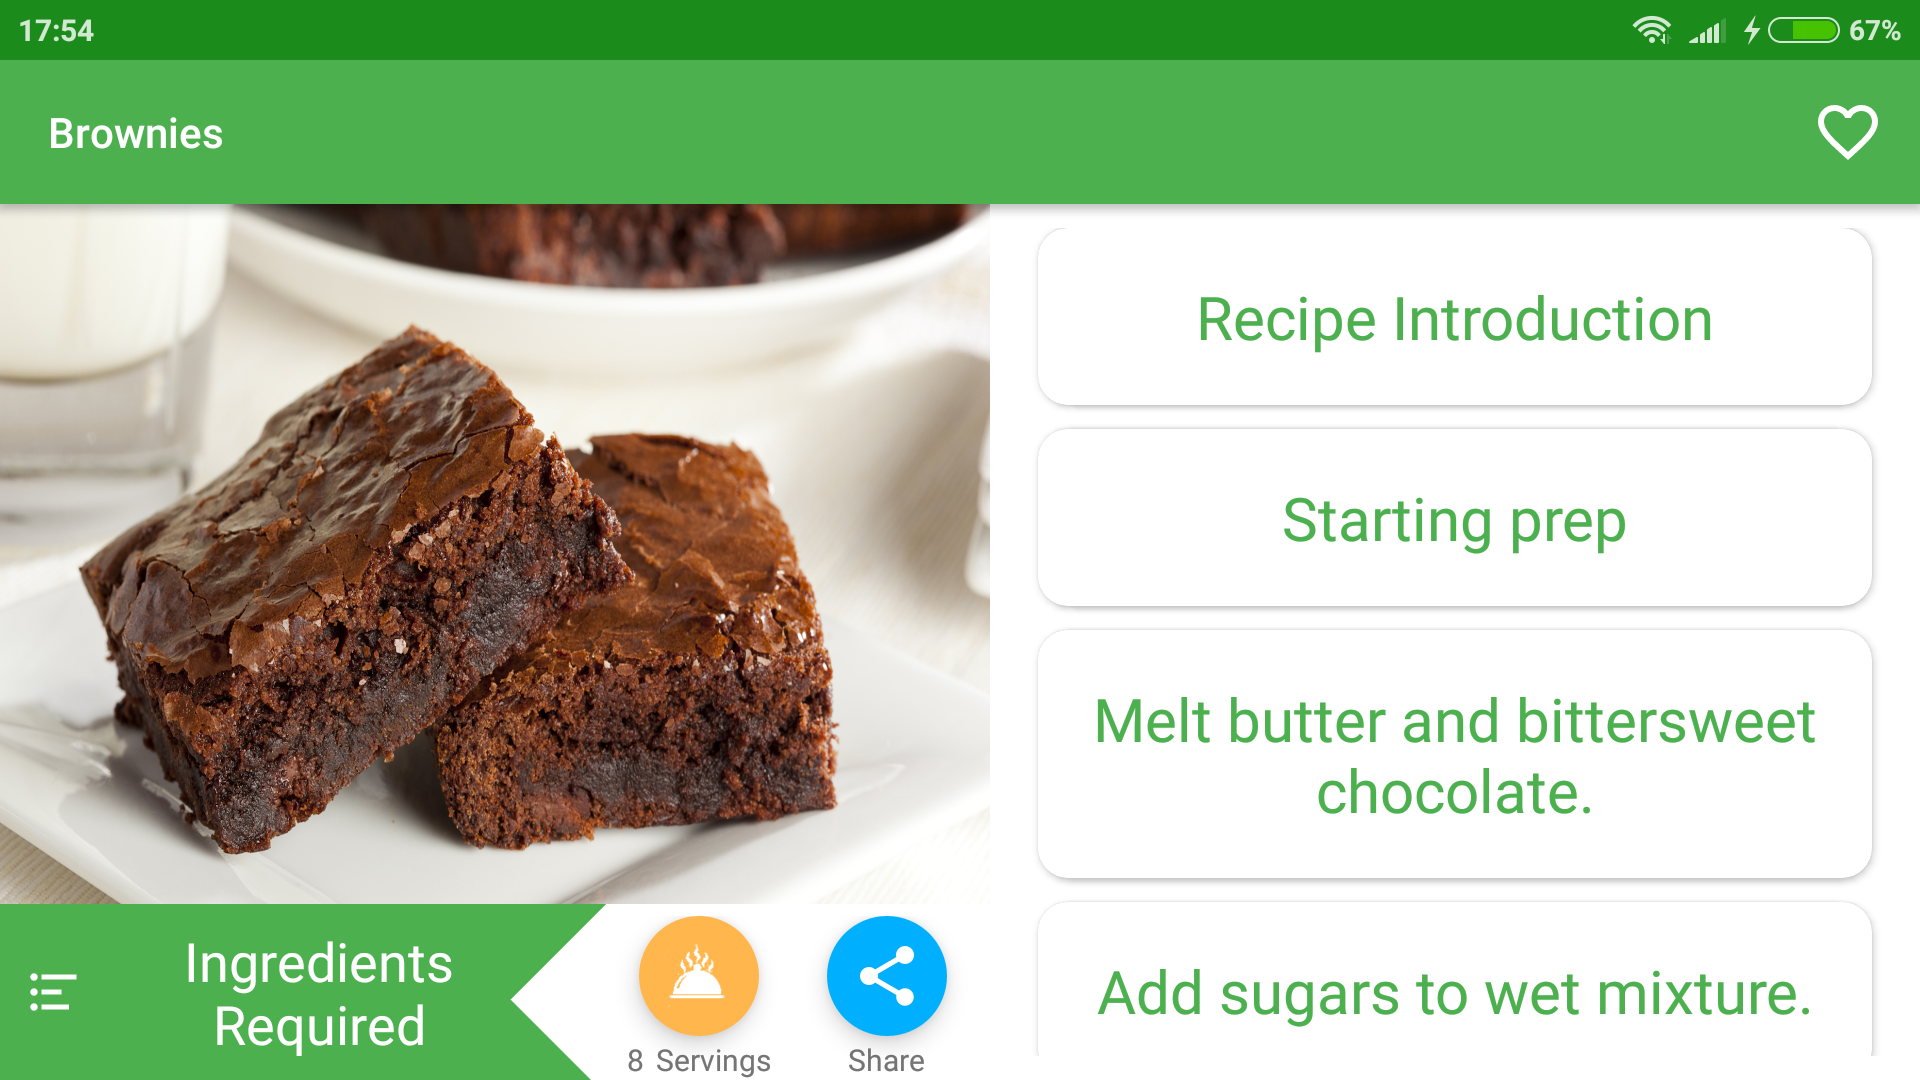 17:54
67%
Brownies
Recipe Introduction
Starting prep
Melt butter and bittersweet
chocolate.
Add sugars to wet mixture.
Ingredients
Required
8 Servings
Share